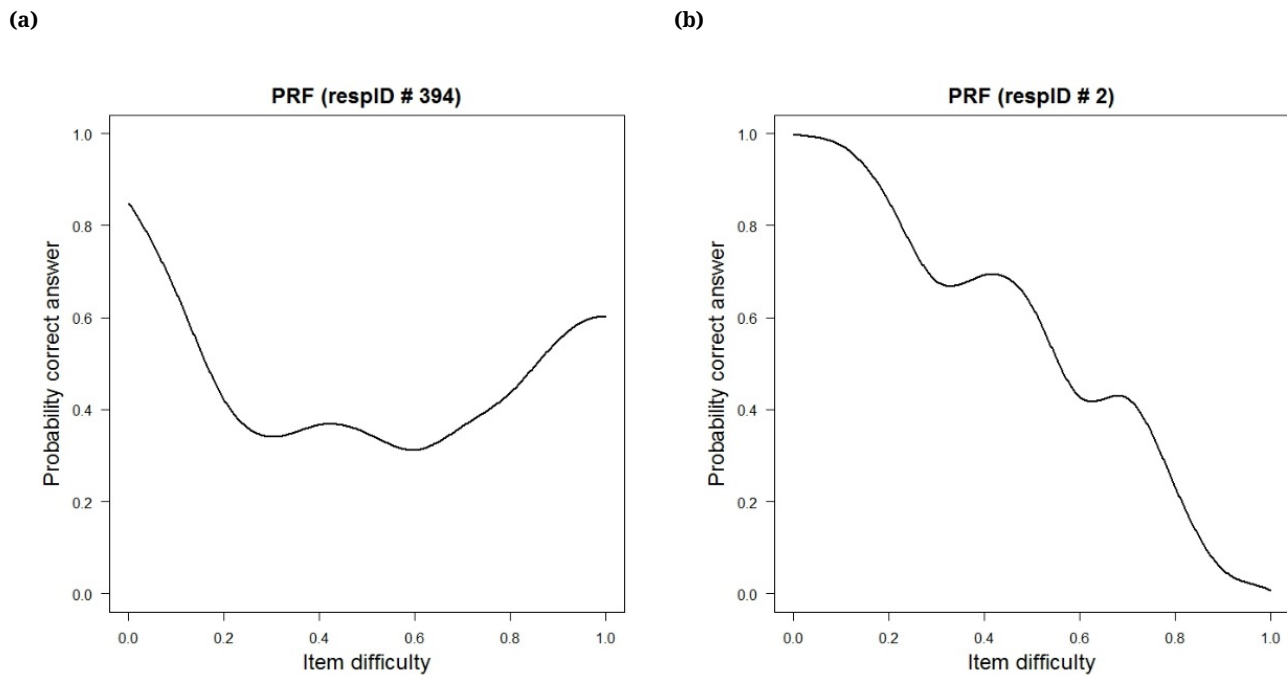 (a)
PRF (respID # 394)
Probability correct answer
1.0
0.8
0.6
0.4
0.2
0.0
0.0 0.2 0.4 0.6 0.8 1.0
Item difficulty
(b)
PRF (respID # 2)
Probability correct answer
1.0
0.8
0.6
0.4
0.2
0.0
0.0 0.2 0.4 0.6 0.8 1.0
Item difficulty